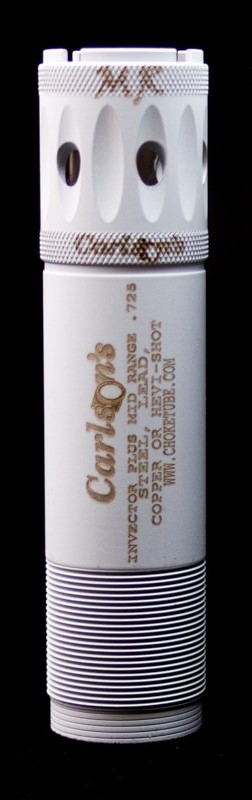 M.R
Carlson's
INVECTOR PLUS MID RANGE .725
STEEL, LEAD,
COPPER OR HEVI-SHOT
WWW.CHOKETUBE.COM